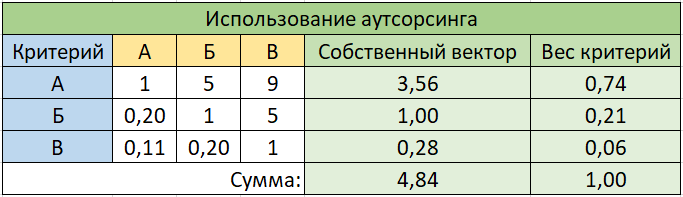 Использование аутсорсинга
Критерий А Б В Собственный вектор Вес критерий
А 1 5 9 3,56 0,74
Б 0,20 1 5 1,00 0,21
В 0,11 0,20 1 0,28 0,06
Сумма: 4,84 1,00